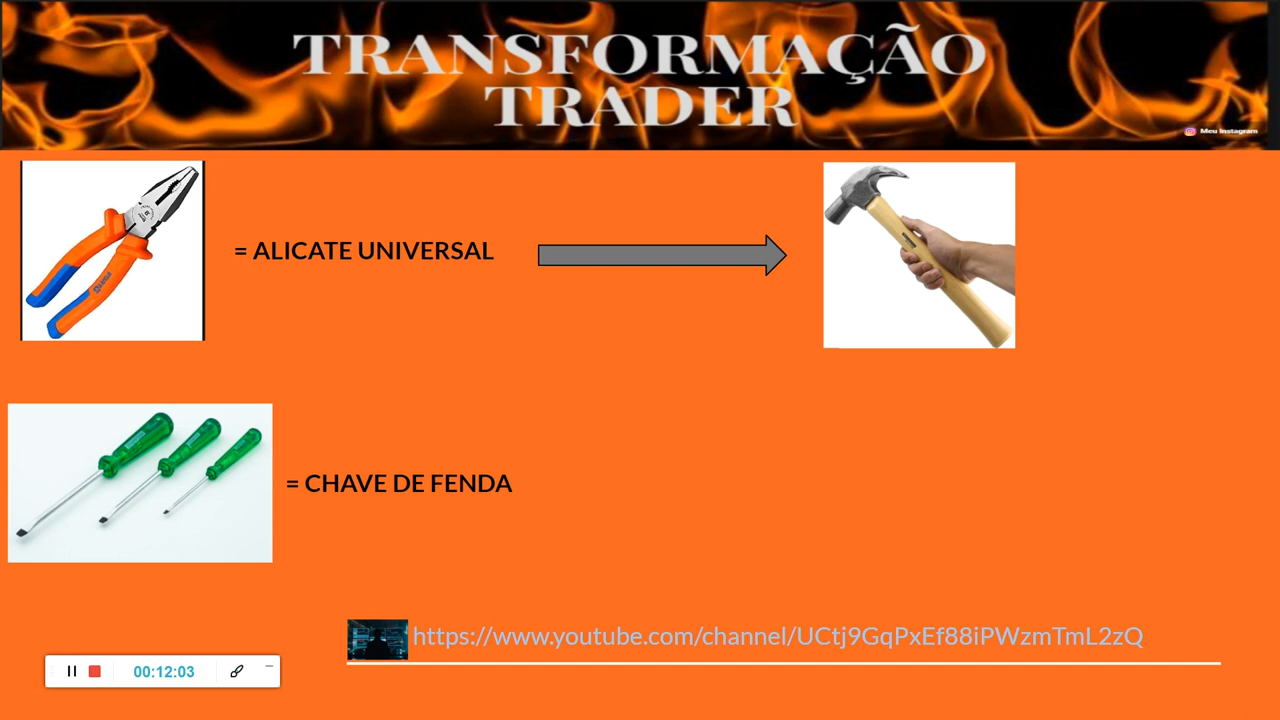 TRANSFORMAÇÃO
TRADER
Meu Instagram
= ALICATE UNIVERSAL
= CHAVE DE FENDA
https://www.youtube.com/channel/UCtj9GqPxEf88iPWzmTmL2zQ
00:12:03